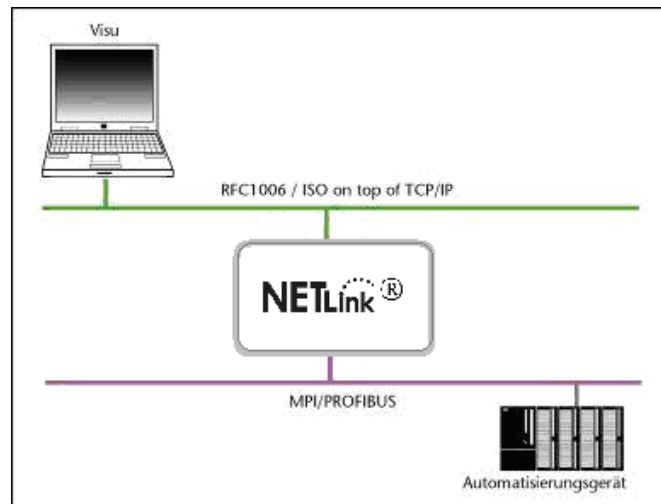 Visu
RFC1006 / ISO on top of TCP/IP
NETLink ®
MPI/PROFIBUS
Automatisierungsgerät